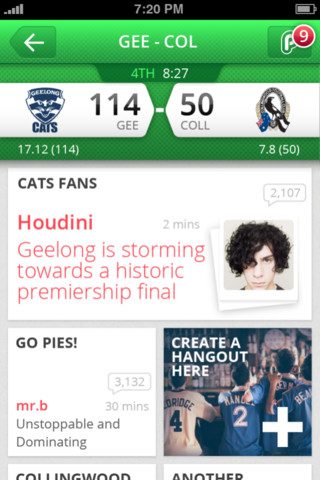 7:20 PM
GEE - COL
9
4TH 8:27
GEELONG
CATS
114 - 50
GEE COLL
17.12 (114) 7.8 (50)
CATS FANS
2,107
Houdini 2 mins
Geelong is storming
towards a historic
premiership final
GO PIES!
3,132
mr.b 30 mins
Unstoppable and
Dominating
CREATE A
HANGOUT
HERE
MANC
2
COLLINGWOOD
ANOTHER